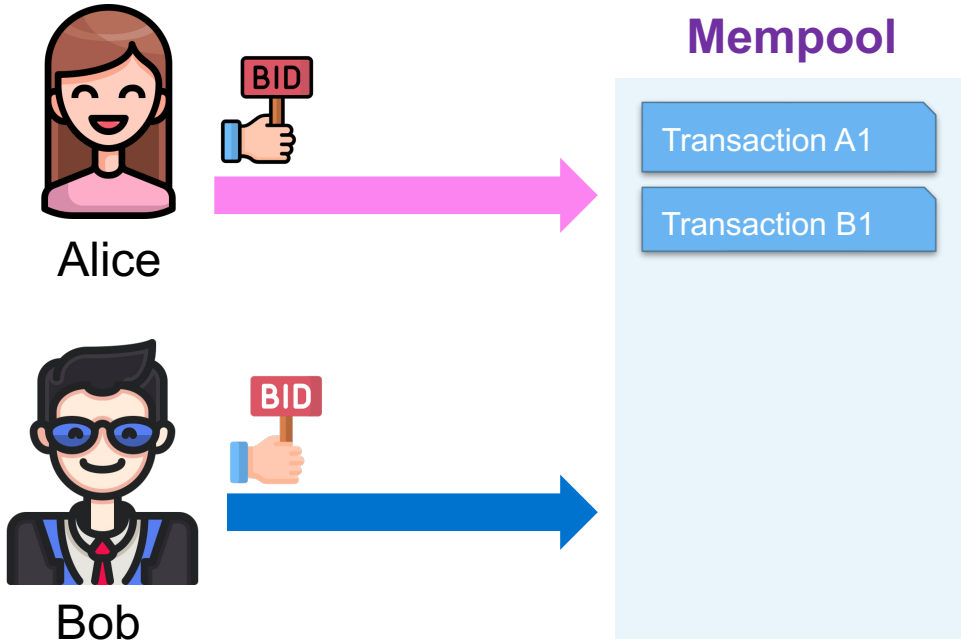 Mempool
BID
Transaction A1
Transaction B1
Alice
BID
Bob